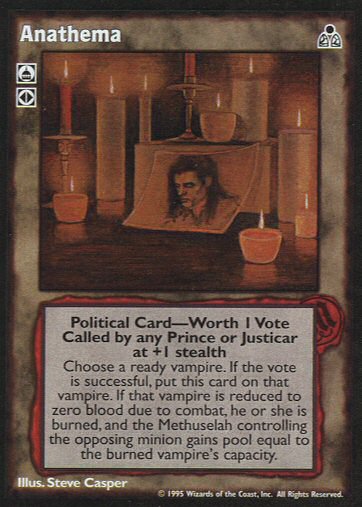 Anathema
Political Card—Worth 1 Vote
Called by any Prince or Justicar
at +1 stealth
Choose a ready vampire. If the vote
is successful, put this card on that
vampire. If that vampire is reduced to
zero blood due to combat, he or she is
burned, and the Methuselah controlling
the opposing minion gains pool equal to
the burned vampire's capacity.
Illus. Steve Casper
© 1995 Wizards of the Coast, Inc. All Rights Reserved.